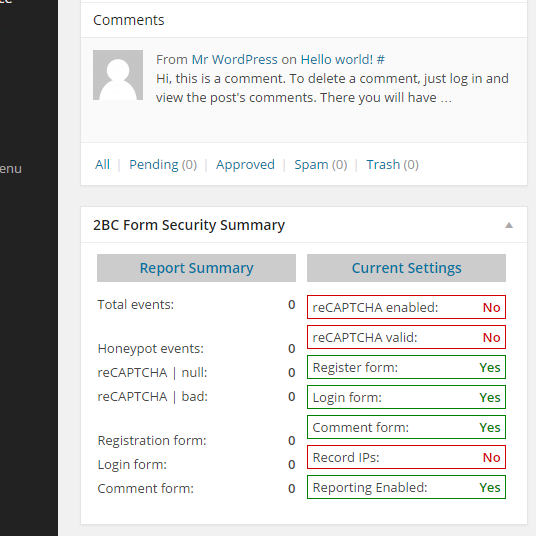 Comments
From Mr WordPress on Hello world! #
Hi, this is a comment. To delete a comment, just log in and
view the post's comments. There you will have …
All | Pending (0) | Approved | Spam (0) | Trash (0)
enu
2BC Form Security Summary
Report Summary
Total events: 0
Honeypot events: 0
reCAPTCHA | null: 0
reCAPTCHA | bad: 0
Registration form: 0
Login form: 0
Comment form: 0
Current Settings
reCAPTCHA enabled: No
reCAPTCHA valid: No
Register form: Yes
Login form: Yes
Comment form: Yes
Record IPs: No
Reporting Enabled: Yes